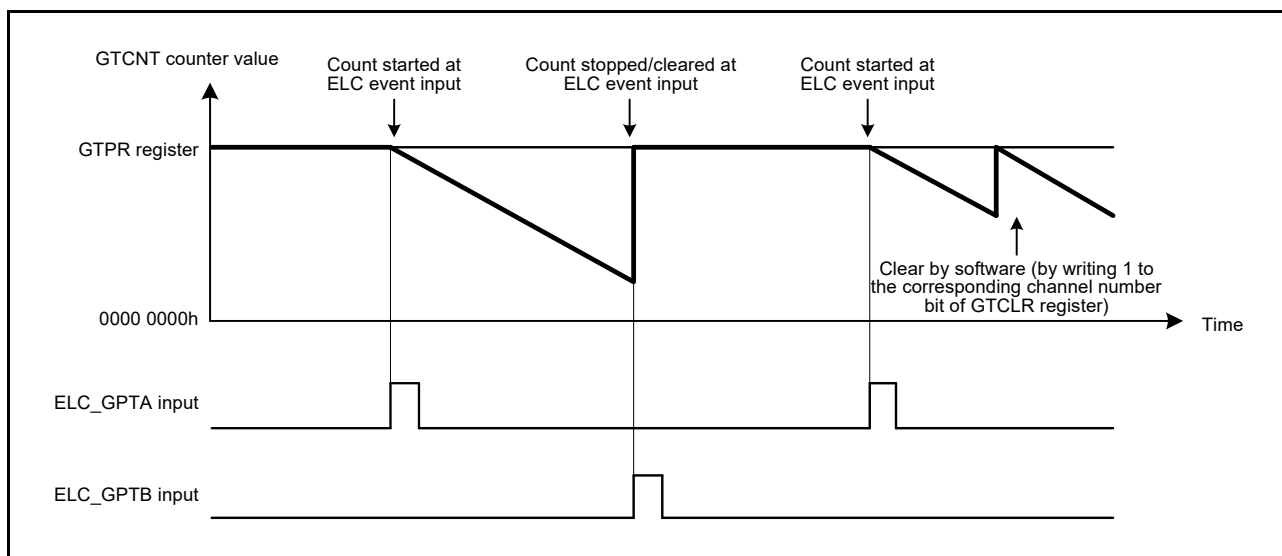 GTCNT counter value
Count started at
ELC event input
Count stopped/cleared at
ELC event input
Count started at
ELC event input
GTPR register
Clear by software (by writing 1 to
the corresponding channel number
bit of GTCLR register)
0000 0000h
Time
ELC_GPTA input
ELC_GPTB input